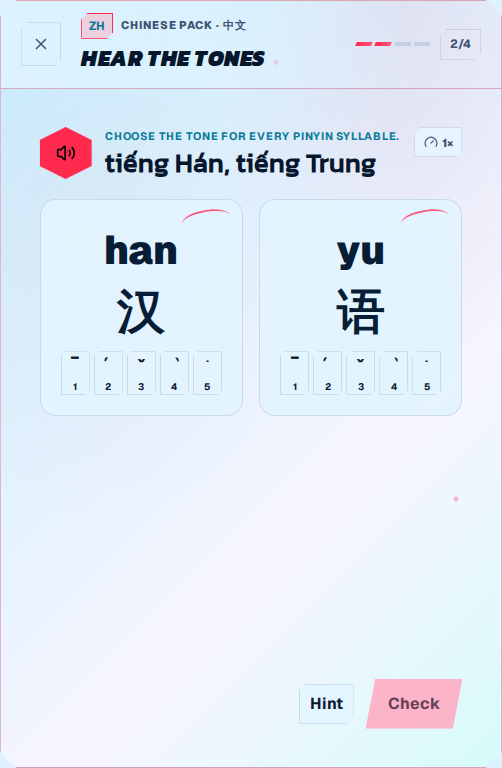 ZH CHINESE PACK · 中文
HEAR THE TONES
2/4
CHOOSE THE TONE FOR EVERY PINYIN SYLLABLE.
tiếng Hán, tiếng Trung
1×
han
汉
ˉ ˊ ˇ ˋ ·
1 2 3 4 5
yu
语
ˉ ˊ ˇ ˋ ·
1 2 3 4 5
Hint
Check